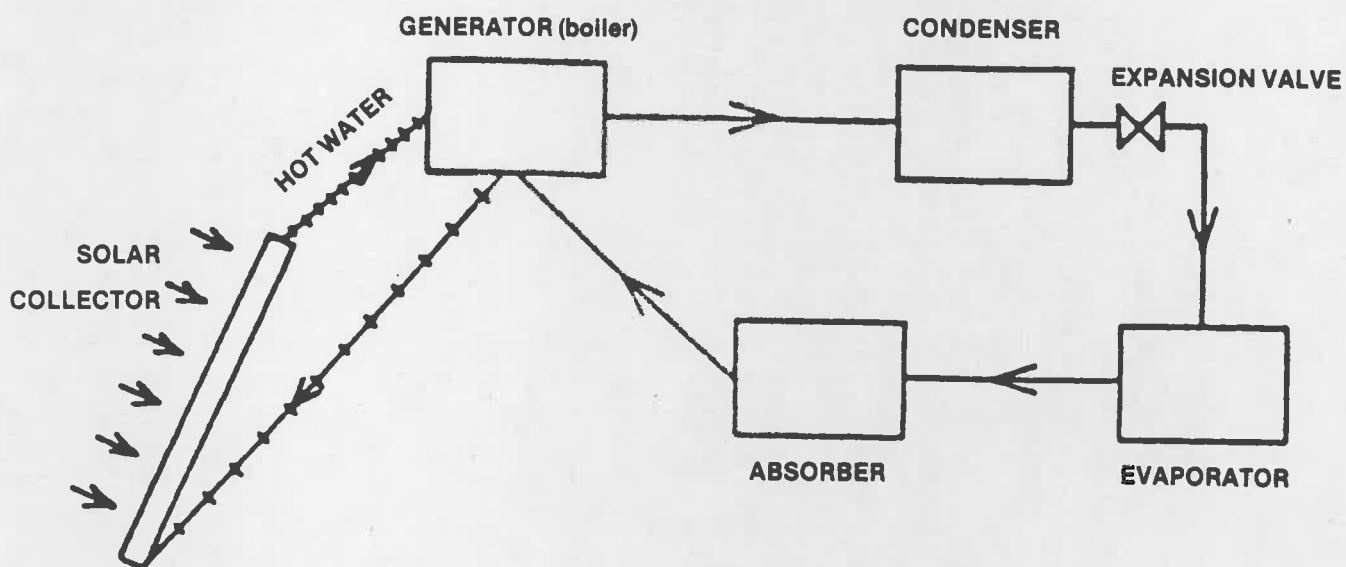 GENERATOR (boiler)
CONDENSER
EXPANSION VALVE
HOT WATER
SOLAR
COLLECTOR
ABSORBER
EVAPORATOR